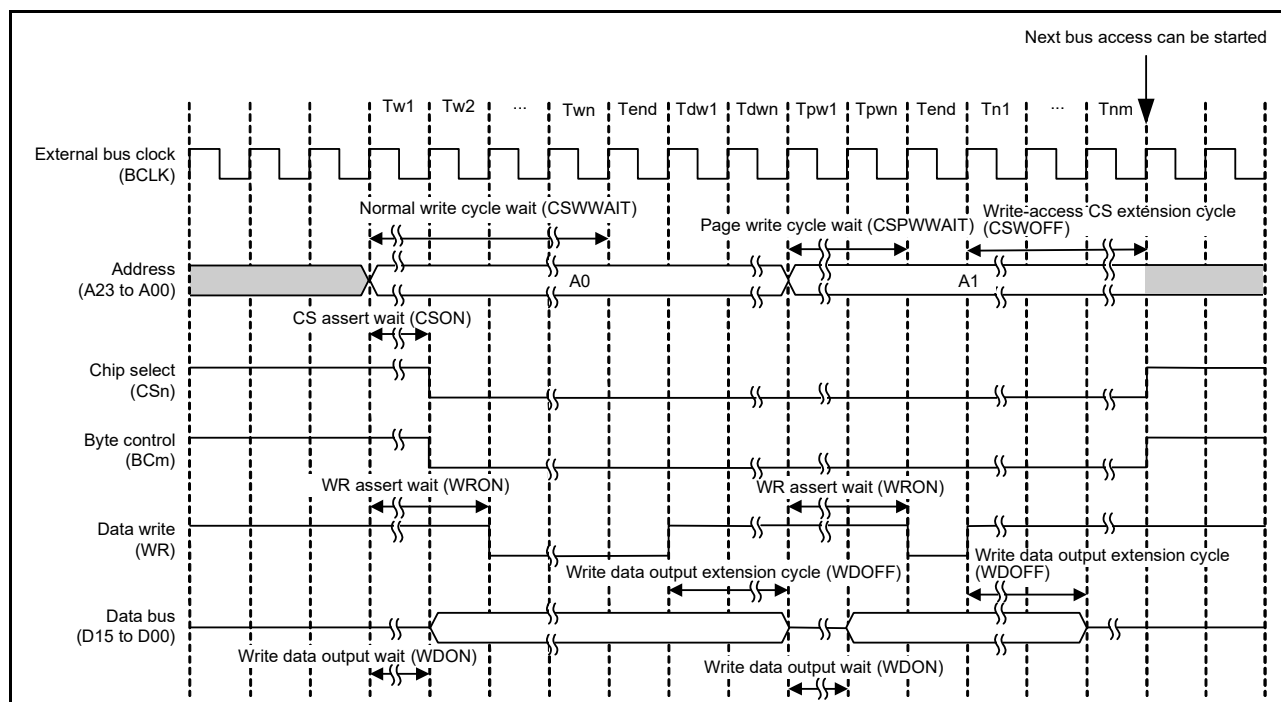 Next bus access can be started
Tw1 Tw2 ... Twn Tend Tdw1 Tdwn Tpw1 Tpwn Tend Tn1 ... Tnm
External bus clock
(BCLK)
Normal write cycle wait (CSWWAIT)
Page write cycle wait (CSPWWAIT)
Write-access CS extension cycle
(CSWOFF)
Address
(A23 to A00)
A0
A1
CS assert wait (CSON)
Chip select
(CSn)
Byte control
(BCm)
WR assert wait (WRON)
WR assert wait (WRON)
Data write
(WR)
Write data output extension cycle (WDOFF)
Write data output extension cycle
(WDOFF)
Data bus
(D15 to D00)
Write data output wait (WDON)
Write data output wait (WDON)